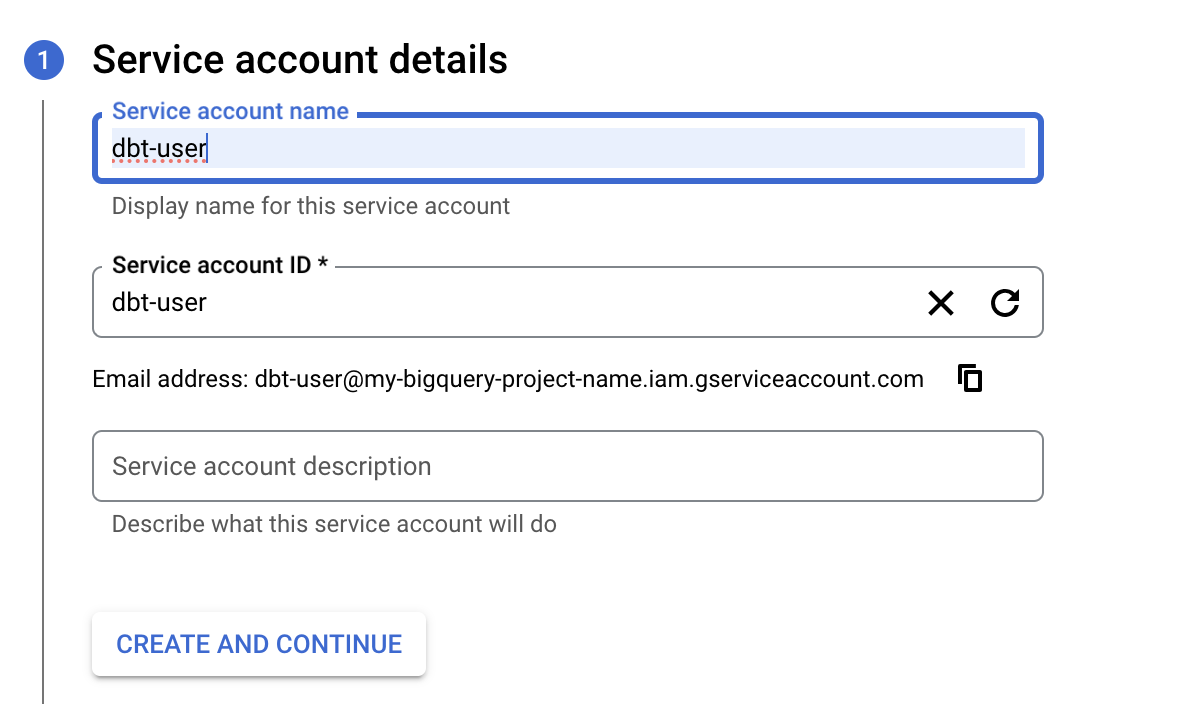 1 Service account details
Service account name
dbt-user
Display name for this service account
Service account ID *
dbt-user
Email address: dbt-user@my-bigquery-project-name.iam.gserviceaccount.com
Service account description
Describe what this service account will do
CREATE AND CONTINUE